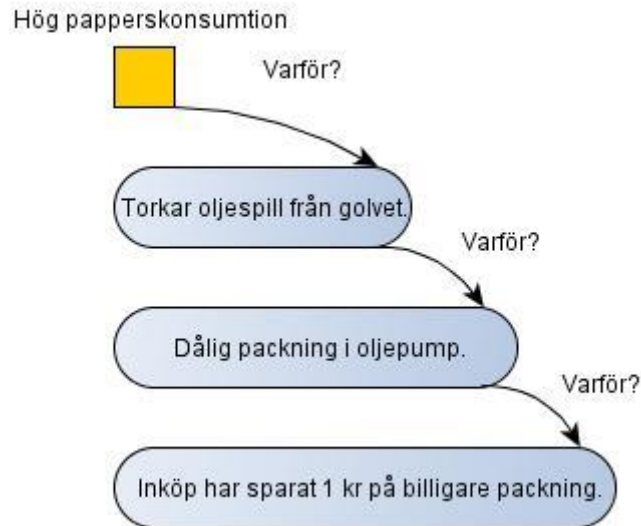 Hög papperskonsumtion
Varför?
Torkar oljespill från golvet.
Varför?
Dålig packning i oljepump.
Varför?
Inköp har sparat 1 kr på billigare packning.